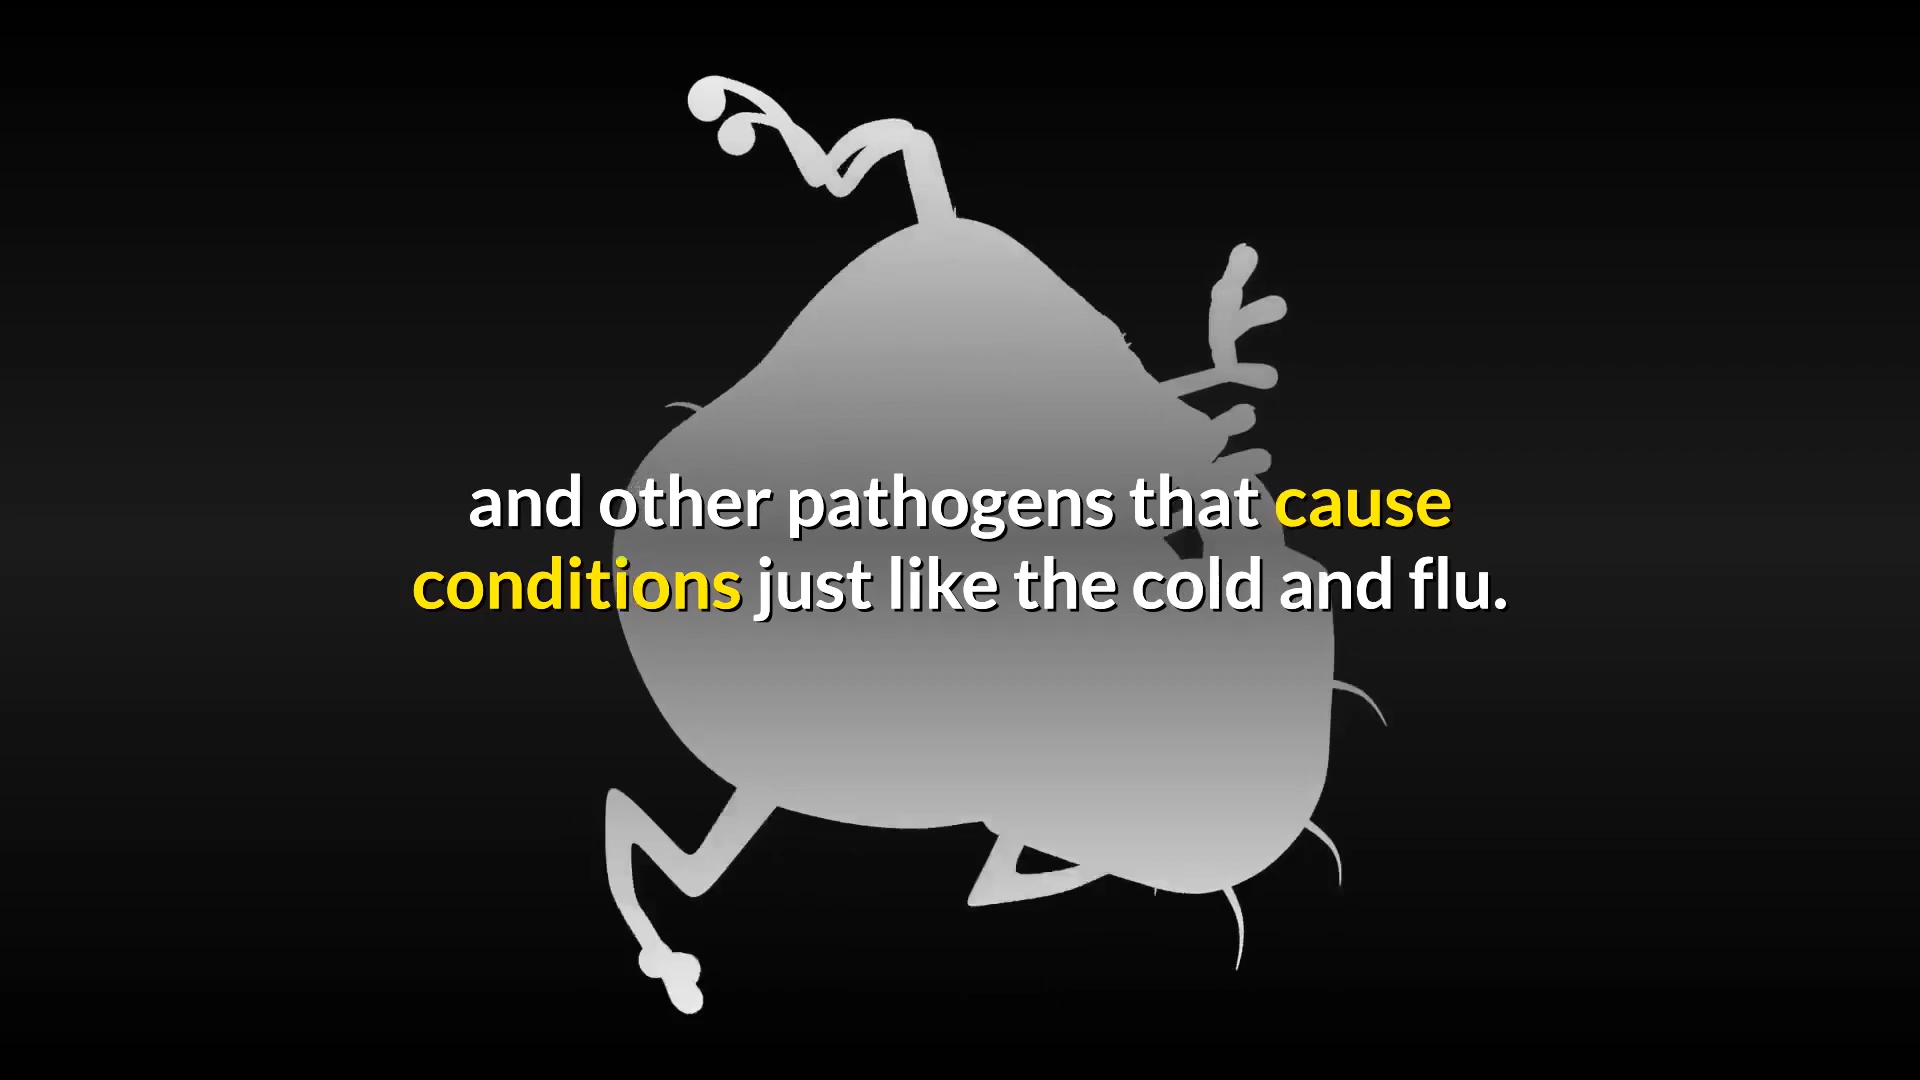 and other pathogens that cause
conditions just like the cold and flu.